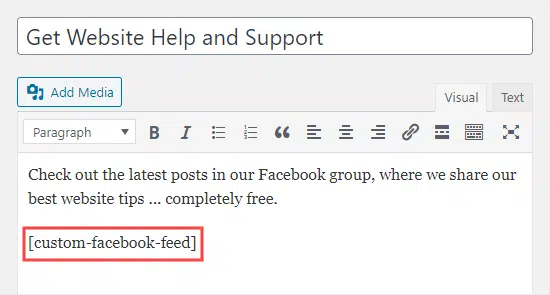 Get Website Help and Support
Add Media
Visual Text
Paragraph B I
Check out the latest posts in our Facebook group, where we share our
best website tips ... completely free.
[custom-facebook-feed]